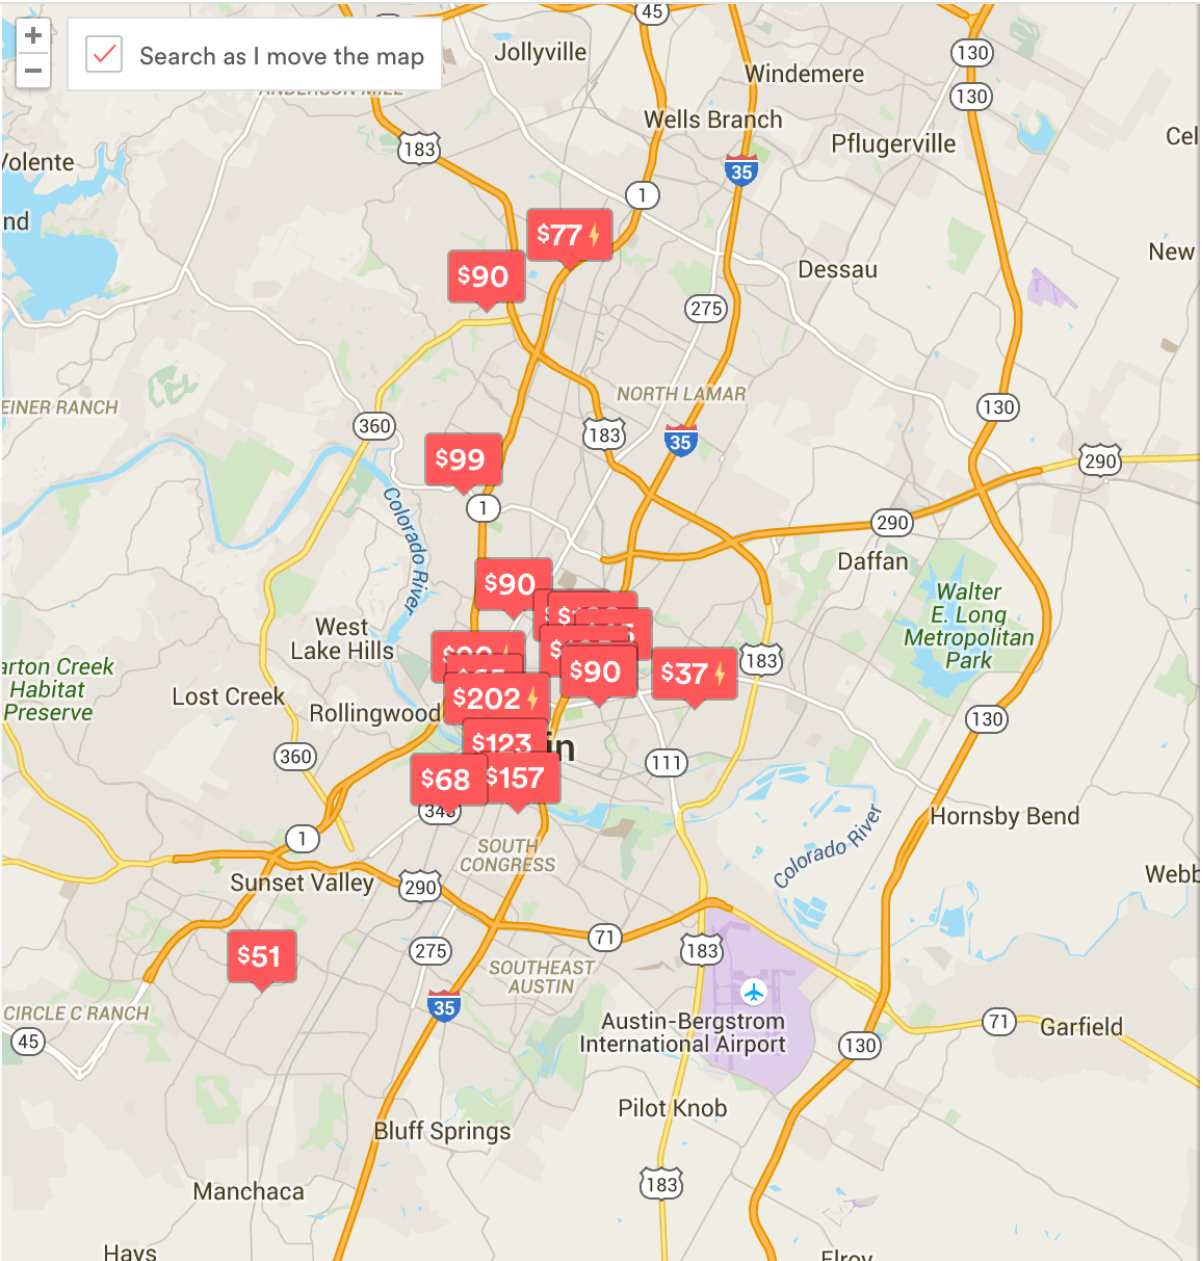 +
−
Search as I move the map
45
Jollyville
130
Windemere
130
Wells Branch
Pflugerville
Cel
183
Volente
35
1
nd
$77
New
Dessau
$90
275
NORTH LAMAR
EINER RANCH
130
360
183
35
$99
290
1
290
Colorado River
Daffan
$90
Walter
E. Long
Metropolitan
Park
West
Lake Hills
$90
$37
183
arton Creek
Habitat
Preserve
Lost Creek
$202
Rollingwood
130
$123
in
360
111
$68
$157
Hornsby Bend
1
Colorado River
SOUTH
CONGRESS
Sunset Valley
290
Webb
71
275
183
$51
SOUTHEAST
AUSTIN
35
CIRCLE C RANCH
45
Austin-Bergstrom
International Airport
71
Garfield
130
Pilot Knob
Bluff Springs
183
Manchaca
Hays
Elroy